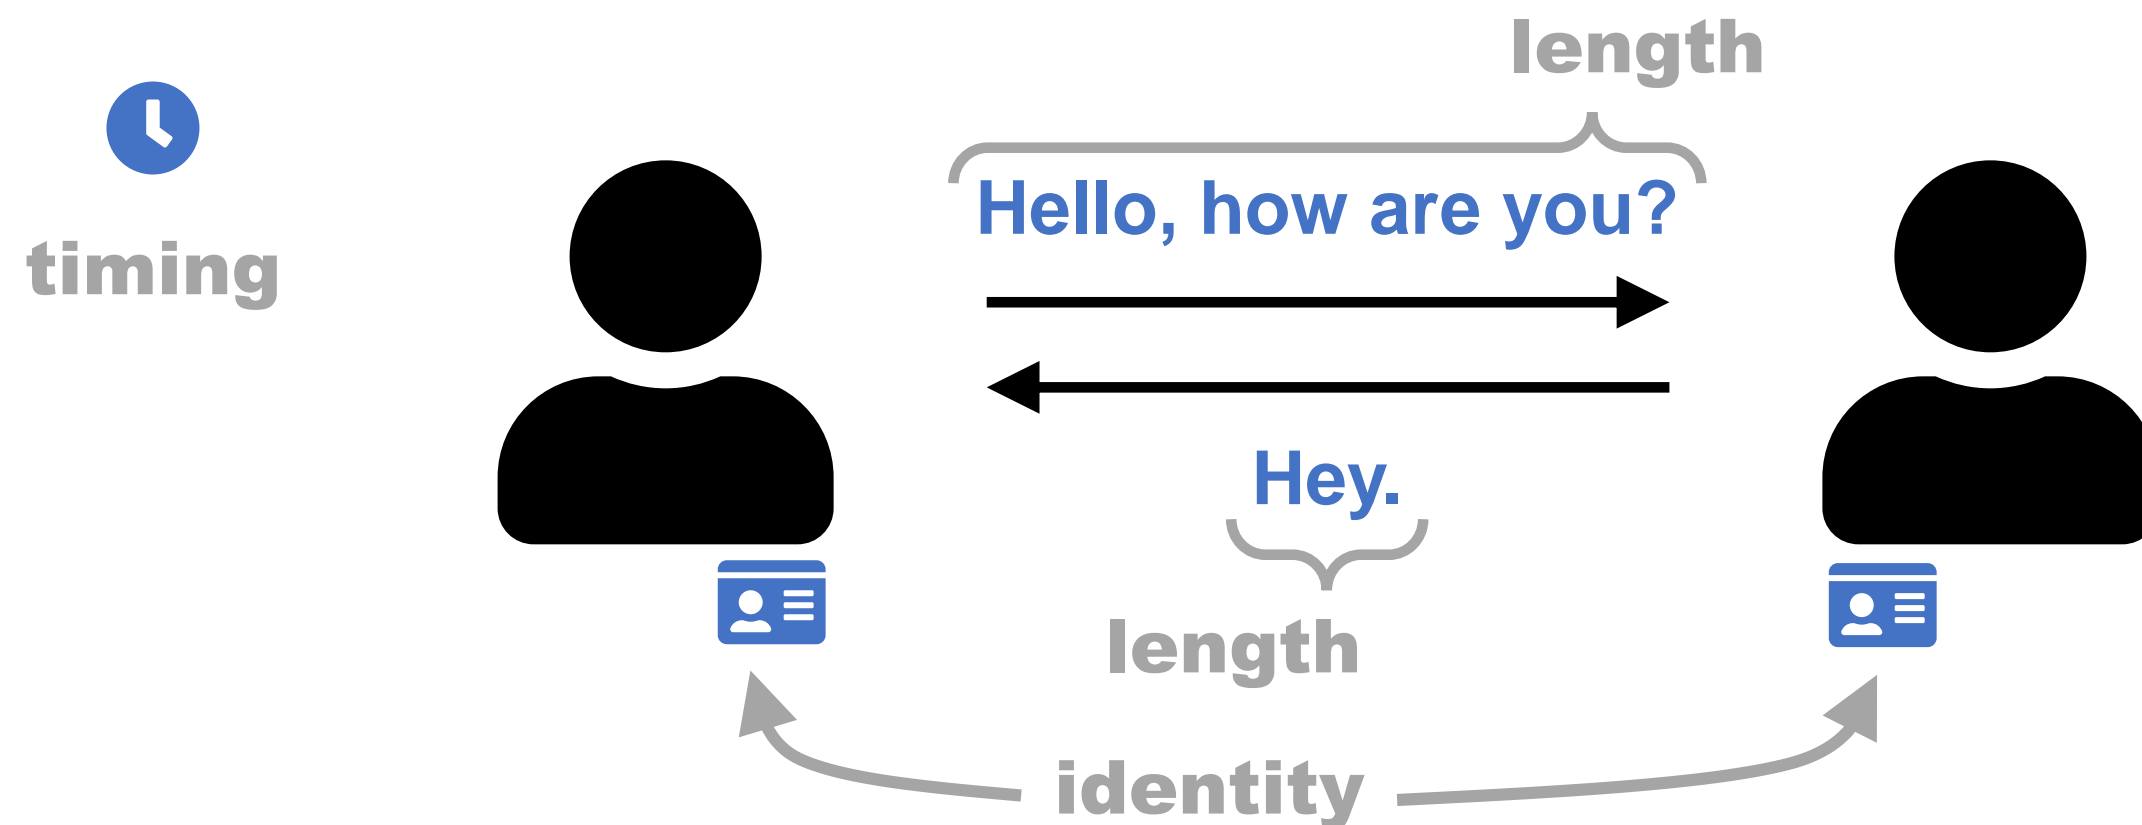 length
Hello, how are you?
timing
Hey.
length
identity